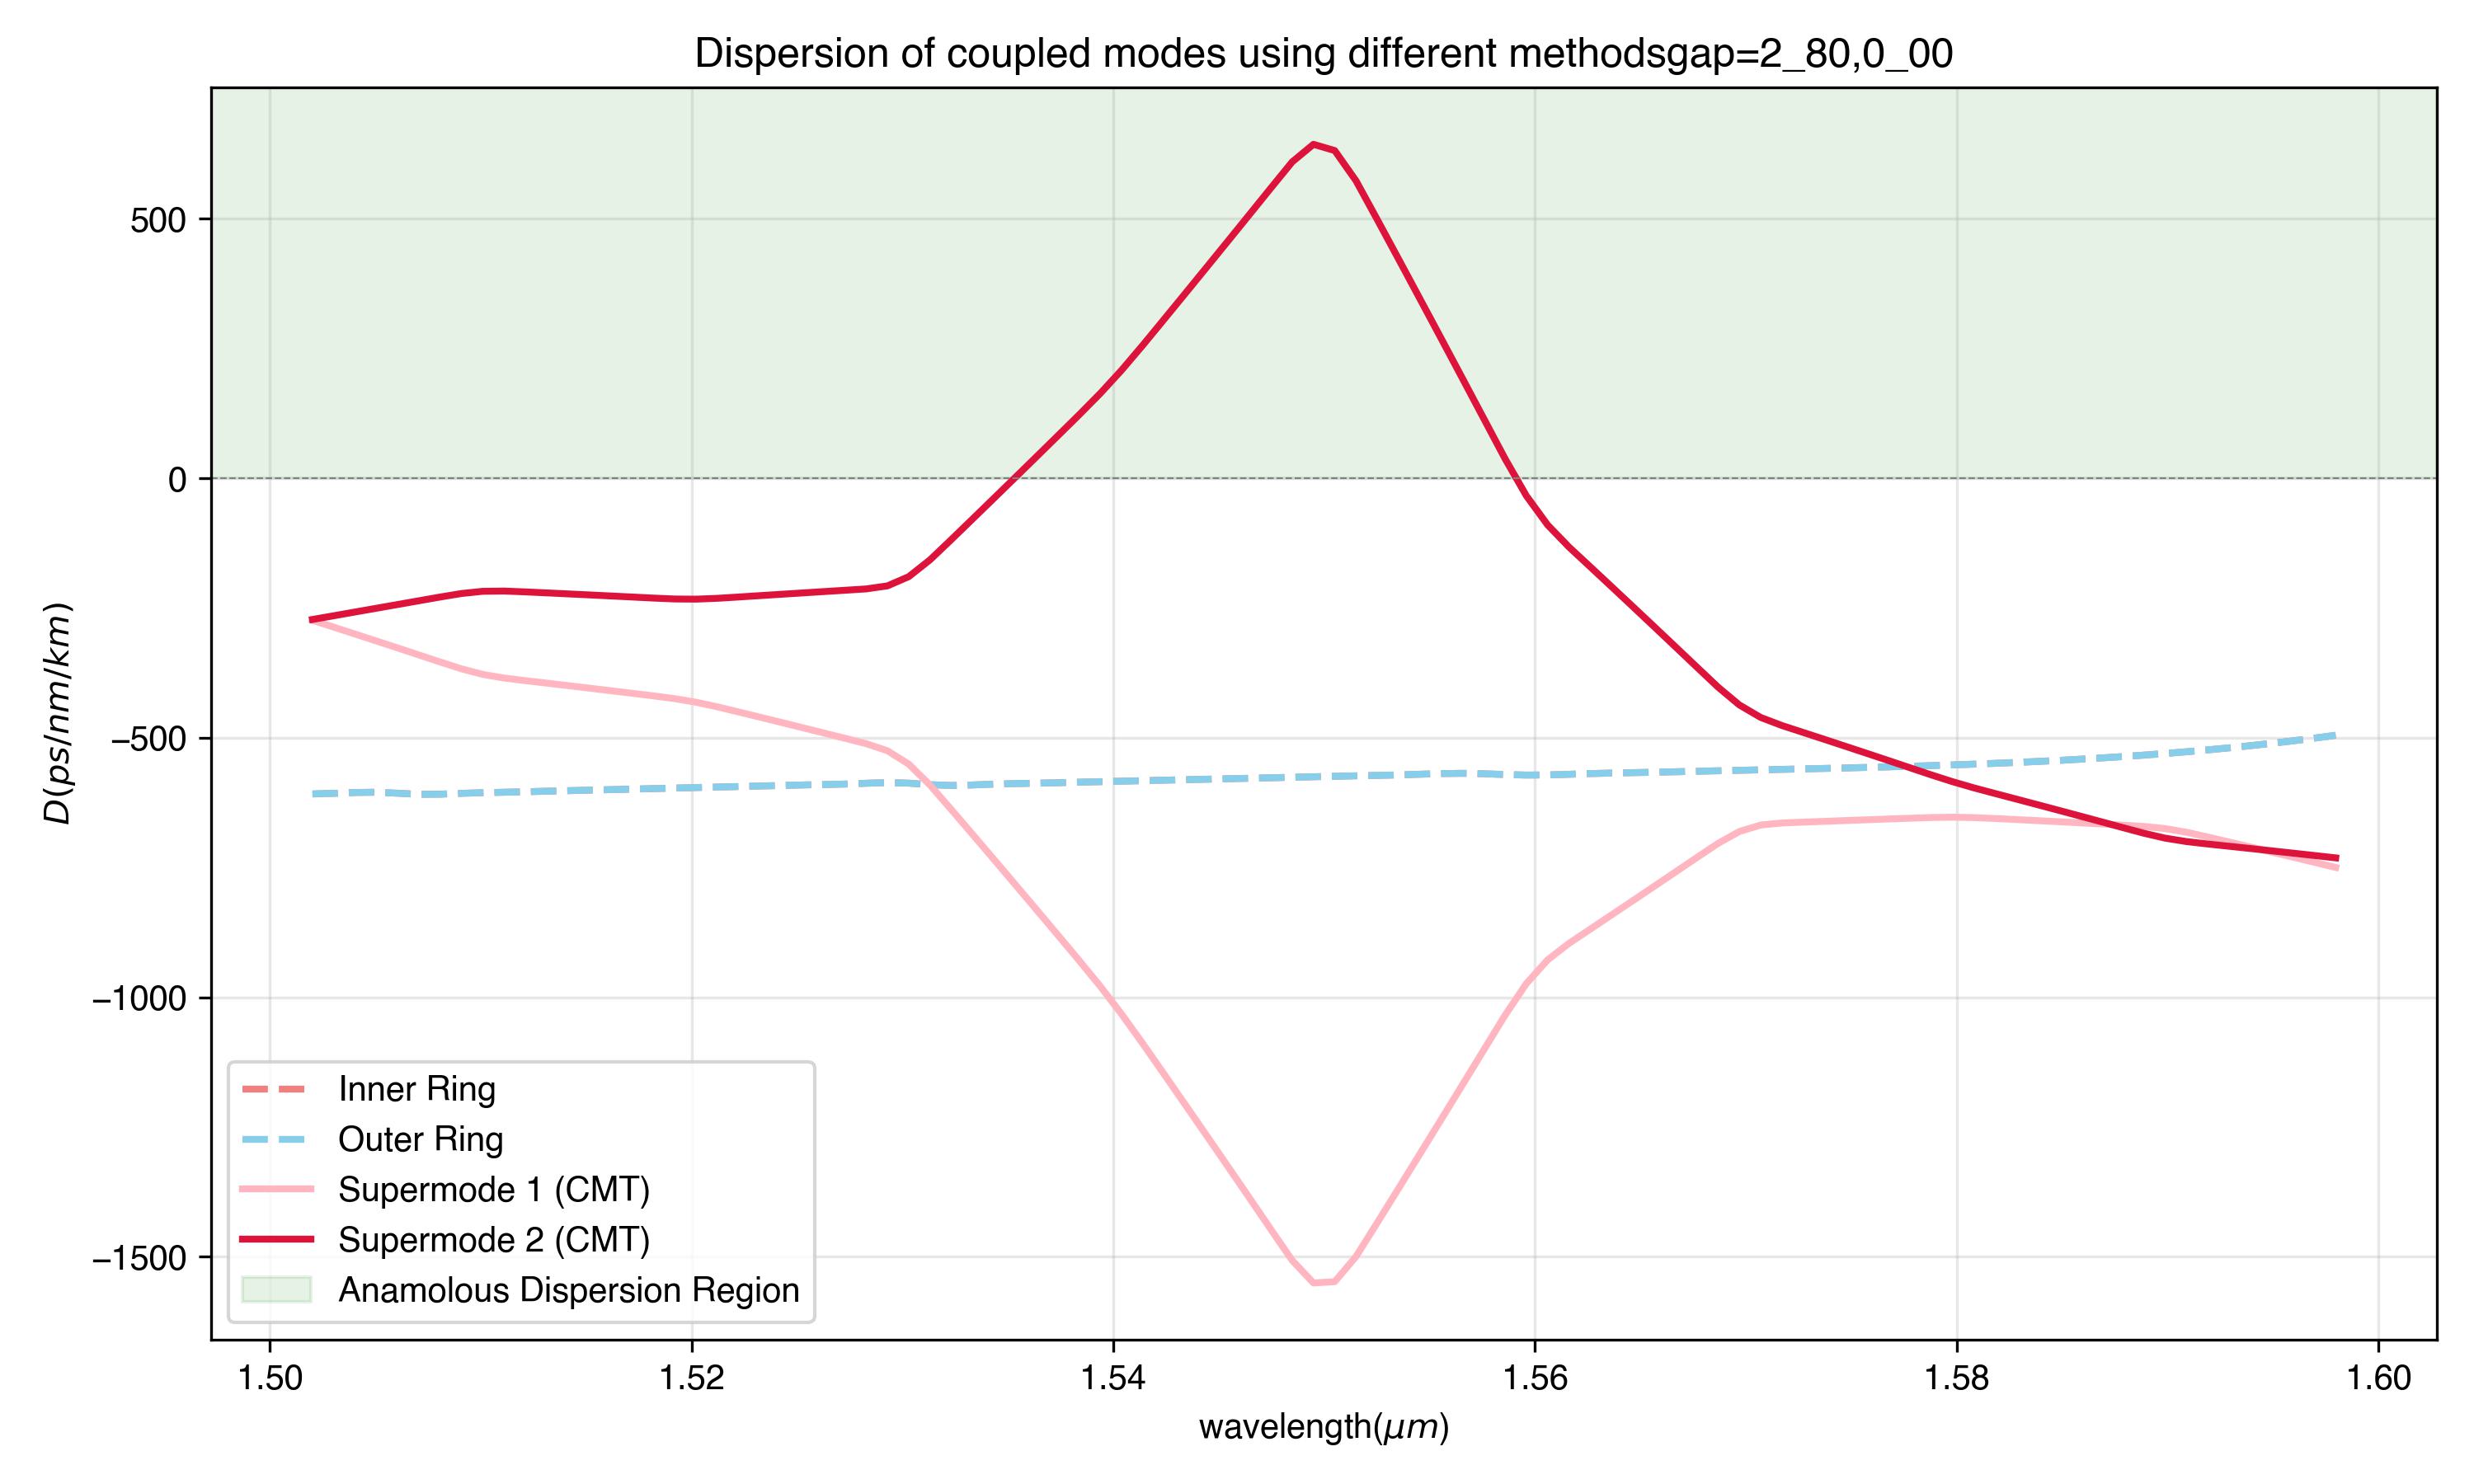 Dispersion of coupled modes using different methodsgap=2_80,0_00
D(ps/nm/km)
500
0
−500
−1000
−1500
Inner Ring
Outer Ring
Supermode 1 (CMT)
Supermode 2 (CMT)
Anamolous Dispersion Region
1.50 1.52 1.54 1.56 1.58 1.60
wavelength(μm)